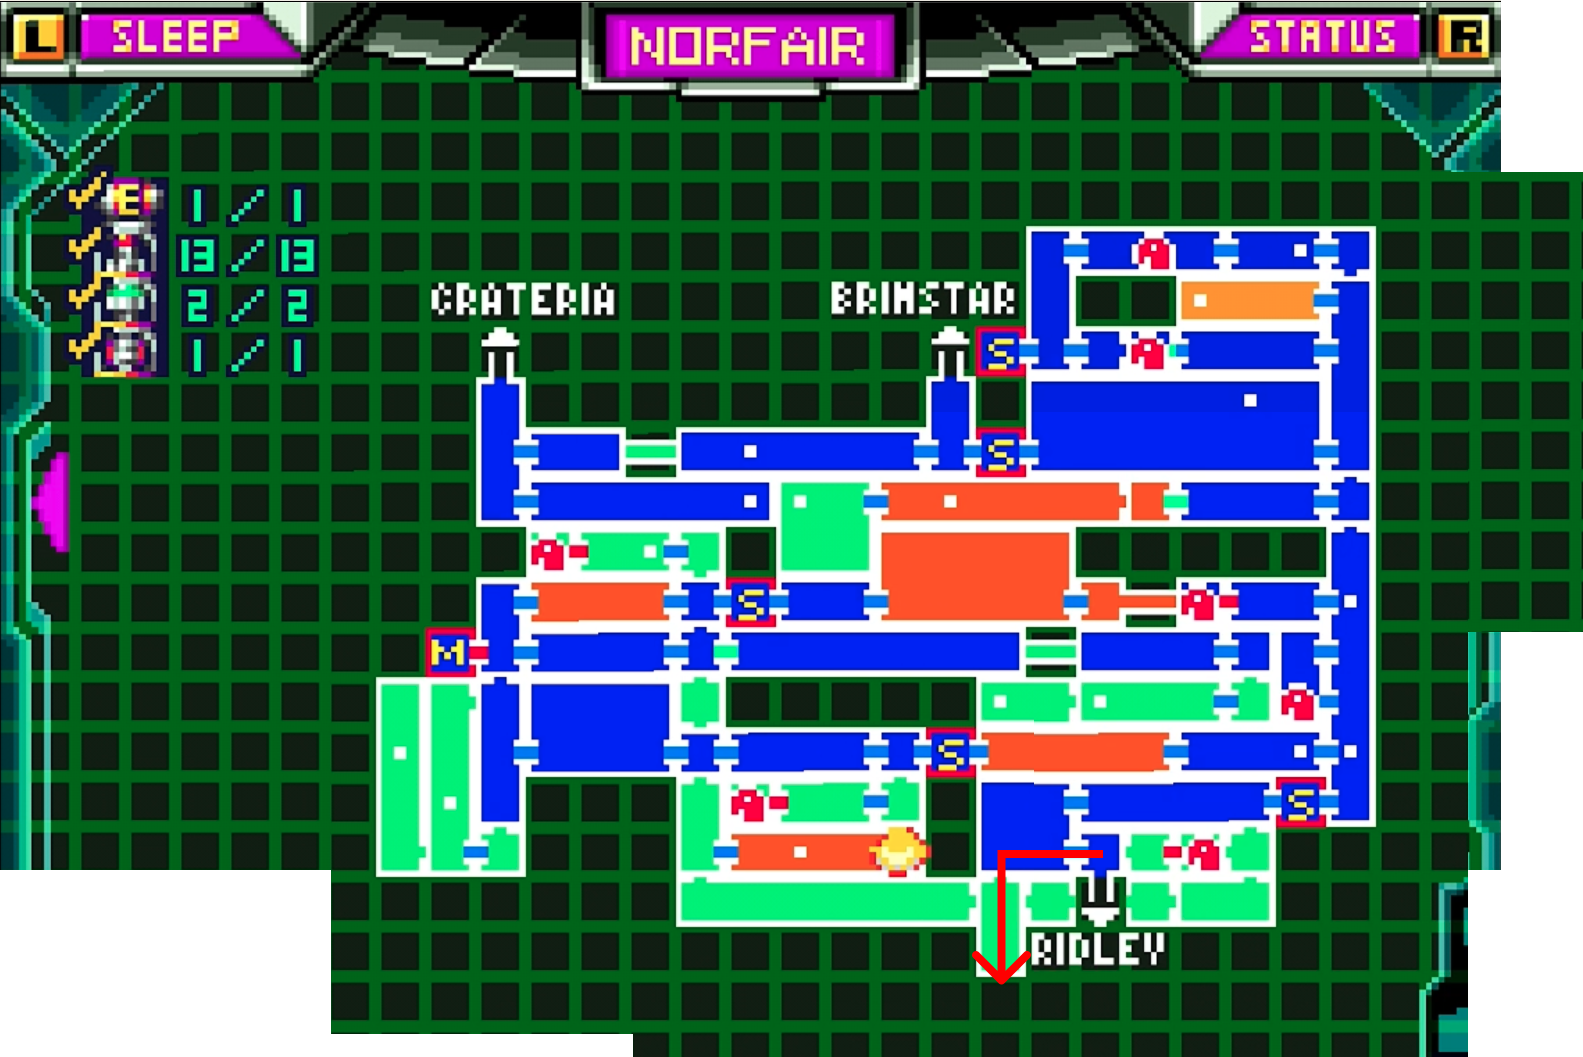 L SLEEP NORFAIR STATUS R
E 1/1
13/13
2/2
1/1
CRATERIA BRINSTAR
S
S
S
M
S
S
RIDLEY